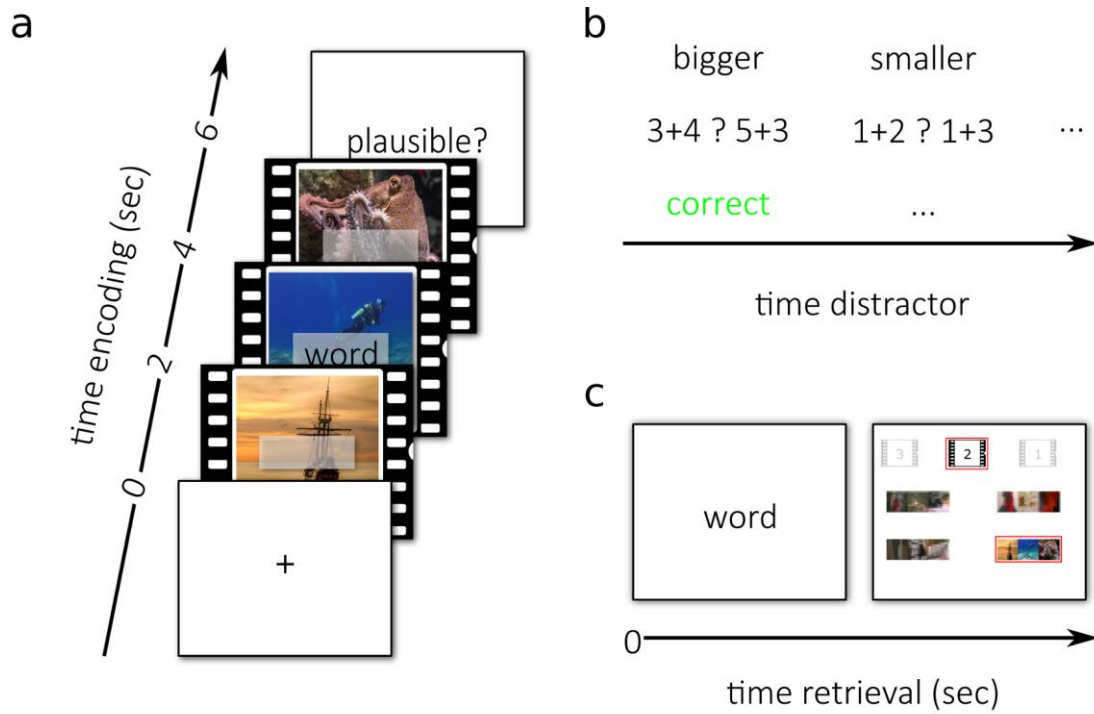 a
time encoding (sec)
0 2 4 6
plausible?
word
+
b
bigger smaller
3+4 ? 5+3 1+2 ? 1+3 ...
correct ...
time distractor
c
word
3 2 1
0
time retrieval (sec)